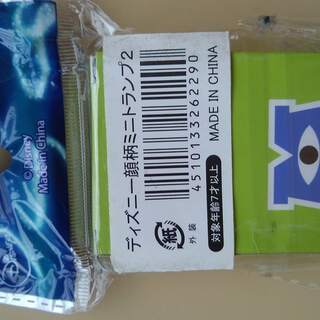 ©Disney
Made in China
ディズニー顔柄ミニトランプ2
4510133262290
紙
外装
MADE IN CHINA
対象年齢7才以上